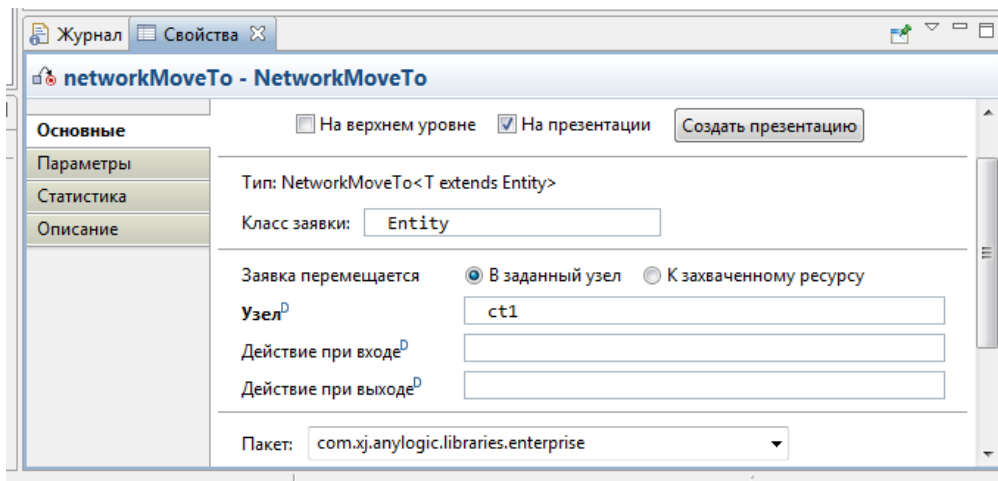 Журнал Свойства
networkMoveTo - NetworkMoveTo
Основные
Параметры
Статистика
Описание
На верхнем уровне На презентации Создать презентацию
Тип: NetworkMoveTo<T extends Entity>
Класс заявки: Entity
Заявка перемещается В заданный узел К захваченному ресурсу
Узел D ct1
Действие при входе D
Действие при выходе D
Пакет: com.xj.anylogic.libraries.enterprise